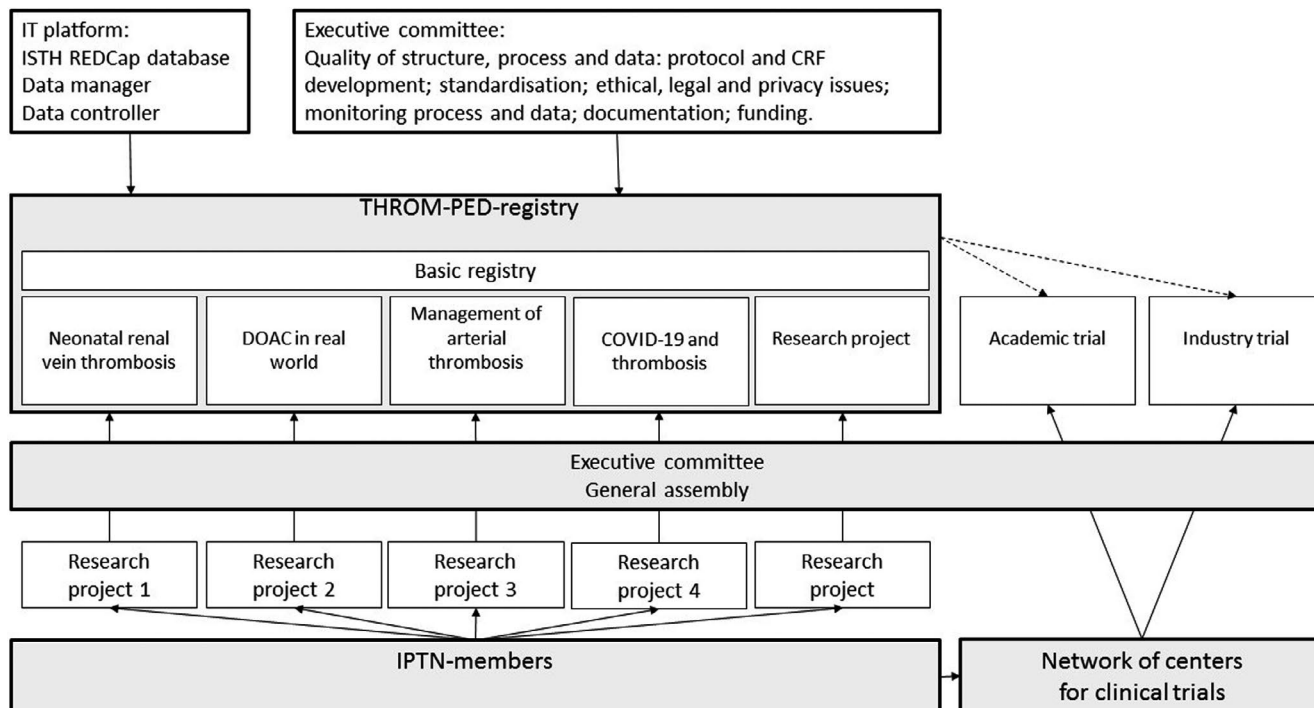 IT platform:
ISTH REDCap database
Data manager
Data controller
Executive committee:
Quality of structure, process and data: protocol and CRF
development; standardisation; ethical, legal and privacy issues;
monitoring process and data; documentation; funding.
THROM-PED-registry
Basic registry
Neonatal renal
vein thrombosis
DOAC in real
world
Management of
arterial
thrombosis
COVID-19 and
thrombosis
Research project
Academic trial
Industry trial
Executive committee
General assembly
Research
project 1
Research
project 2
Research
project 3
Research
project 4
Research
project
IPTN-members
Network of centers
for clinical trials